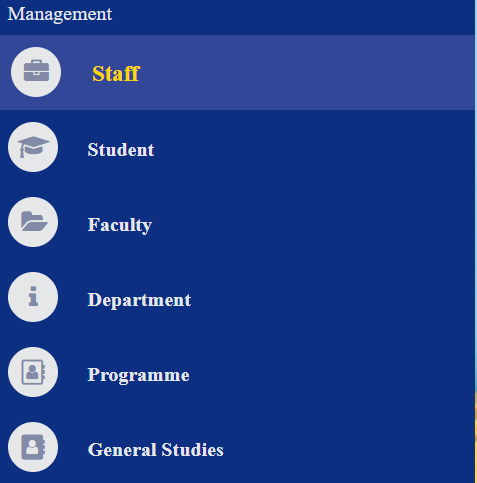 Management
Staff
Student
Faculty
Department
Programme
General Studies